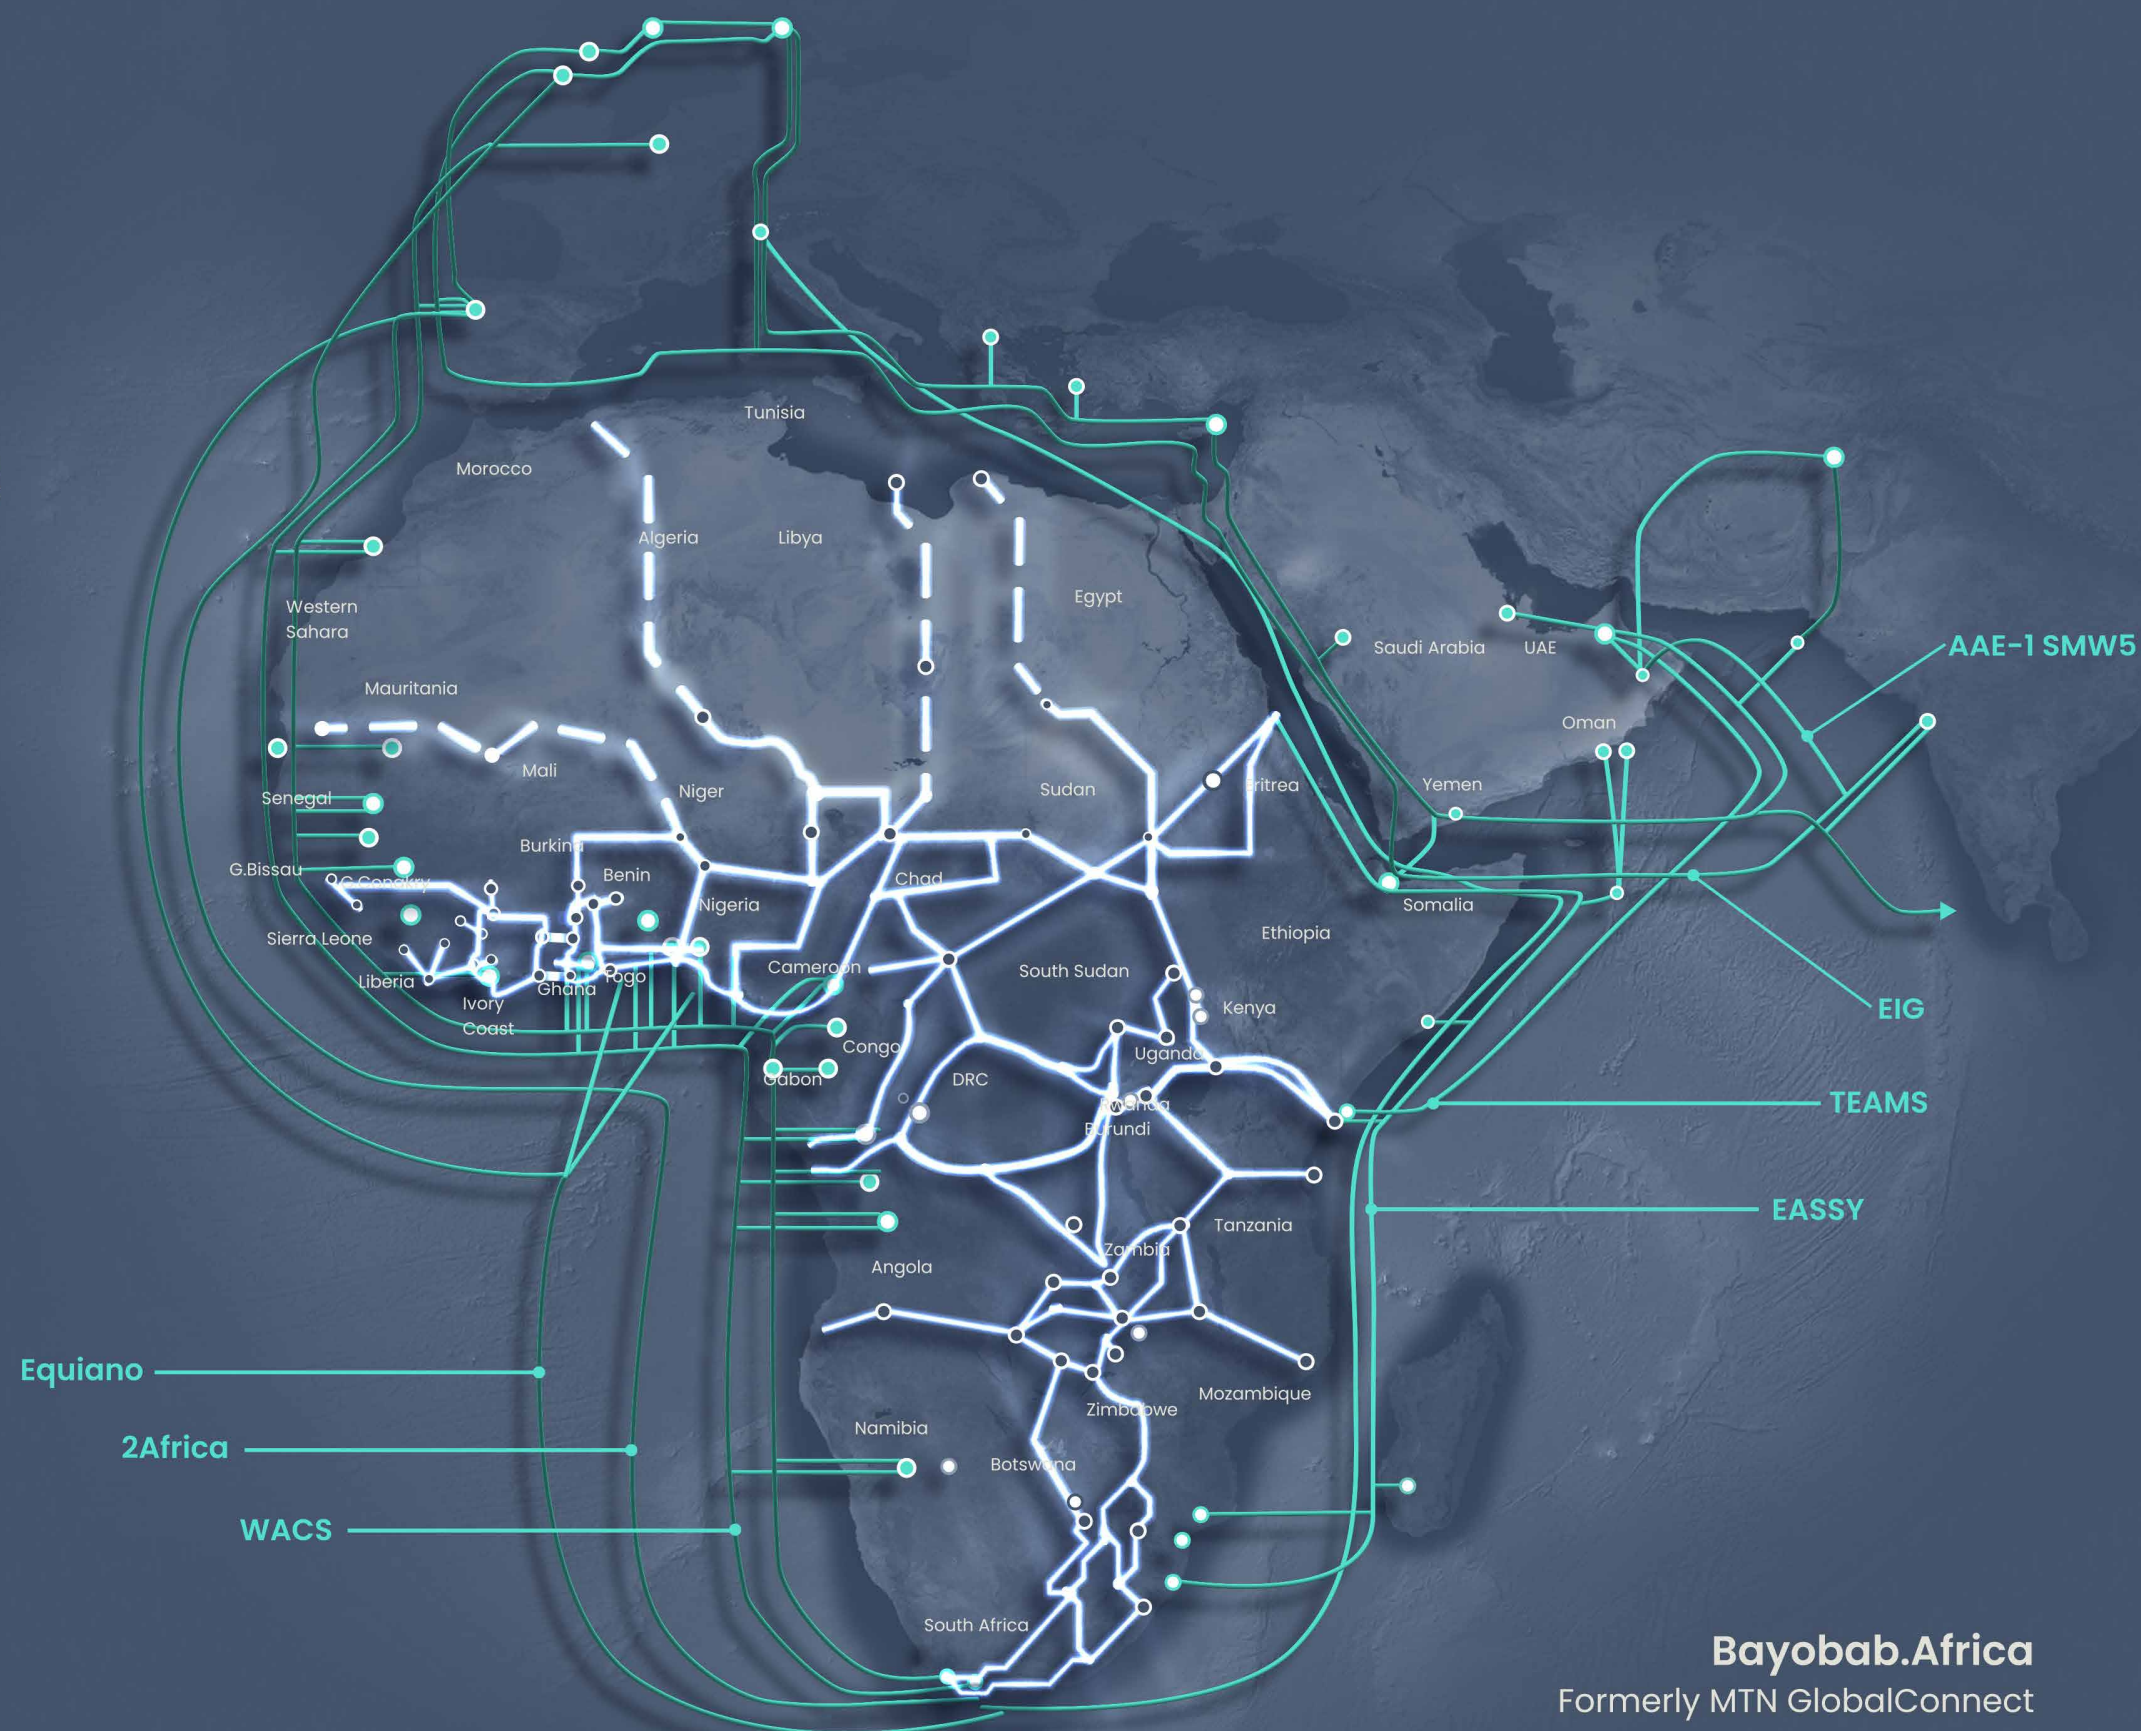 Tunisia
Morocco
Algeria
Libya
Egypt
Western
Sahara
Saudi Arabia
UAE
AAE-1 SMW5
Mauritania
Oman
Mali
Niger
Sudan
Eritrea
Yemen
Senegal
Burkina
G.Bissau
G.Conakry
Benin
Chad
Nigeria
Somalia
Sierra Leone
Ethiopia
Liberia
Ivory
Coast
Ghana
Togo
Cameroon
South Sudan
Kenya
EIG
Congo
Uganda
Gabon
DRC
Rwanda
Burundi
TEAMS
EASSY
Tanzania
Zambia
Angola
Equiano
Mozambique
Zimbabwe
Namibia
2Africa
Botswana
WACS
South Africa
Bayobab.Africa
Formerly MTN GlobalConnect